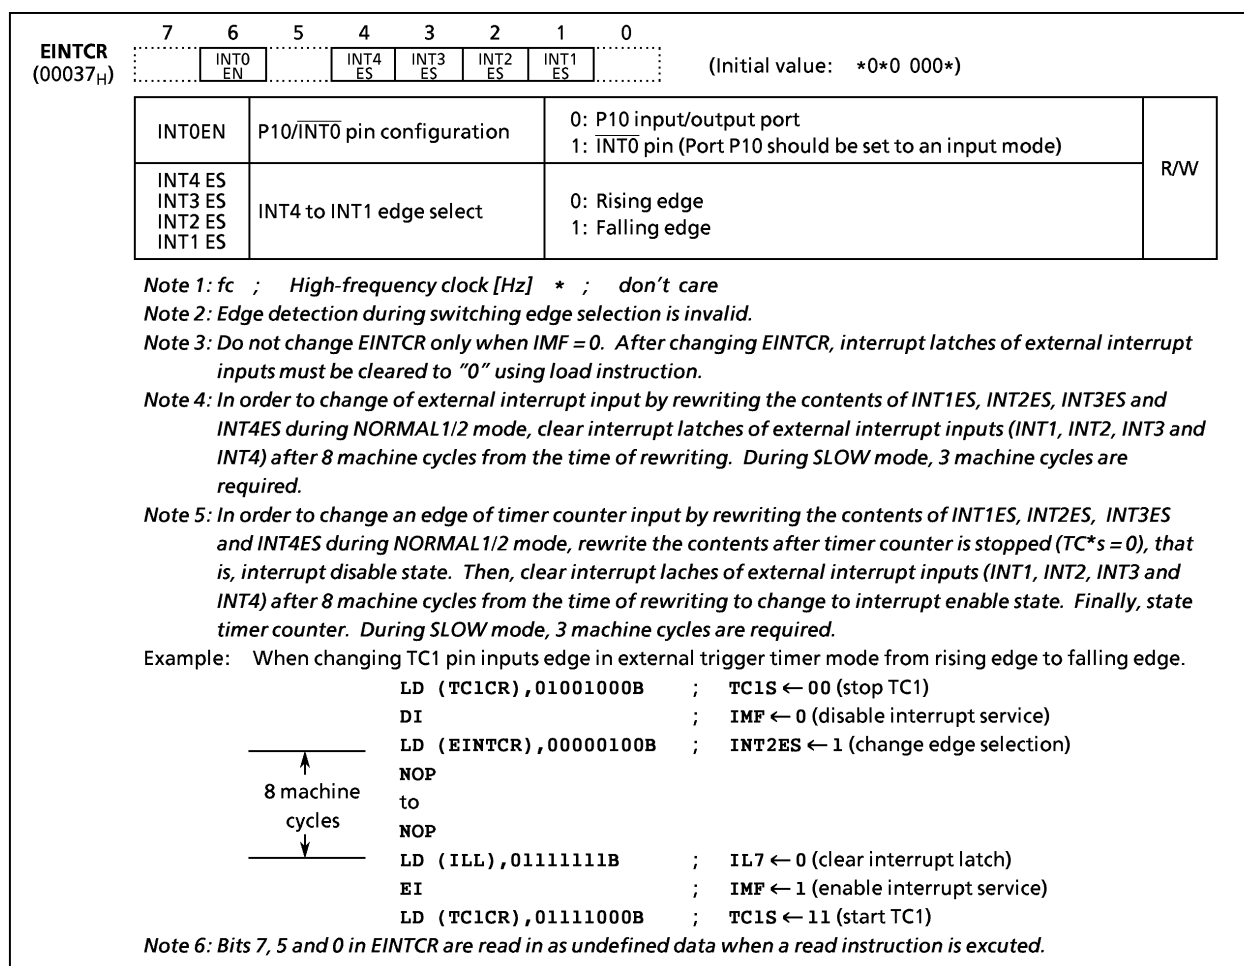 7 6 5 4 3 2 1 0
EINTCR
(00037H)
INT0 EN
INT4 ES
INT3 ES
INT2 ES
INT1 ES
(Initial value: *0*0 000*)
INT0EN
P10/INT0 pin configuration
0: P10 input/output port
1: INT0 pin (Port P10 should be set to an input mode)
R/W
INT4 ES
INT3 ES
INT2 ES
INT1 ES
INT4 to INT1 edge select
0: Rising edge
1: Falling edge
Note 1: fc ; High-frequency clock [Hz] * ; don't care
Note 2: Edge detection during switching edge selection is invalid.
Note 3: Do not change EINTCR only when IMF = 0. After changing EINTCR, interrupt latches of external interrupt
inputs must be cleared to "0" using load instruction.
Note 4: In order to change of external interrupt input by rewriting the contents of INT1ES, INT2ES, INT3ES and
INT4ES during NORMAL1/2 mode, clear interrupt latches of external interrupt inputs (INT1, INT2, INT3 and
INT4) after 8 machine cycles from the time of rewriting. During SLOW mode, 3 machine cycles are
required.
Note 5: In order to change an edge of timer counter input by rewriting the contents of INT1ES, INT2ES, INT3ES
and INT4ES during NORMAL1/2 mode, rewrite the contents after timer counter is stopped (TC*s = 0), that
is, interrupt disable state. Then, clear interrupt laches of external interrupt inputs (INT1, INT2, INT3 and
INT4) after 8 machine cycles from the time of rewriting to change to interrupt enable state. Finally, state
timer counter. During SLOW mode, 3 machine cycles are required.
Example: When changing TC1 pin inputs edge in external trigger timer mode from rising edge to falling edge.
LD (TC1CR),01001000B ; TC1S ← 00 (stop TC1)
DI ; IMF ← 0 (disable interrupt service)
LD (EINTCR),00000100B ; INT2ES ← 1 (change edge selection)
NOP
8 machine
cycles
to
NOP
LD (ILL),01111111B ; IL7 ← 0 (clear interrupt latch)
EI ; IMF ← 1 (enable interrupt service)
LD (TC1CR),01111000B ; TC1S ← 11 (start TC1)
Note 6: Bits 7, 5 and 0 in EINTCR are read in as undefined data when a read instruction is excuted.